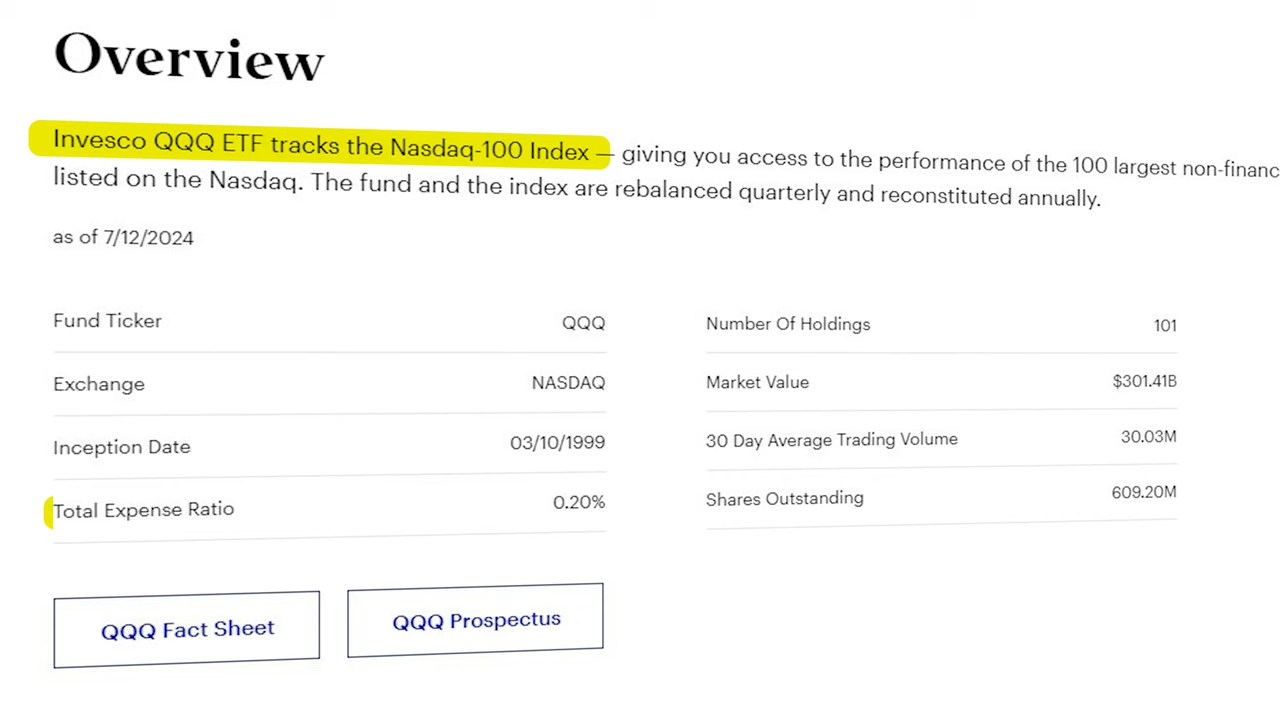 Overview
Invesco QQQ ETF tracks the Nasdaq-100 Index — giving you access to the performance of the 100 largest non-financ
listed on the Nasdaq. The fund and the index are rebalanced quarterly and reconstituted annually.
as of 7/12/2024
Fund Ticker QQQ
Exchange NASDAQ
Inception Date 03/10/1999
Total Expense Ratio 0.20%
Number Of Holdings 101
Market Value $301.41B
30 Day Average Trading Volume 30.03M
Shares Outstanding 609.20M
QQQ Fact Sheet
QQQ Prospectus